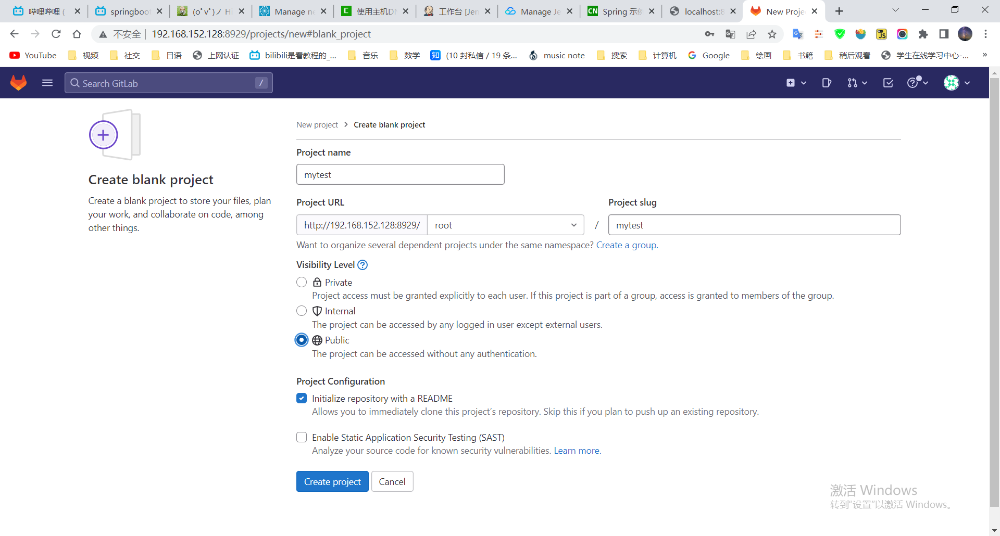 哔哩哔哩 (
springboot
(o゚v゚)ノ Hi
Manage ne
使用主机DN
工作台 [Jen
Manage Je
CN Spring 示例
localhost:8
New Projec
不安全 | 192.168.152.128:8929/projects/new#blank_project
YouTube
视频
社交
日语
上网认证
bilibili是看教程的_...
音乐
数学
知 (10 封私信 / 19 条...
music note
搜索
计算机
Google
绘画
书籍
稍后观看
学生在线学习中心-...
»
Search GitLab /
New project > Create blank project
Create blank project
Create a blank project to store your files, plan
your work, and collaborate on code, among
other things.
Project name
mytest
Project URL
Project slug
http://192.168.152.128:8929/ root / mytest
Want to organize several dependent projects under the same namespace? Create a group.
Visibility Level ?
Private
Project access must be granted explicitly to each user. If this project is part of a group, access is granted to members of the group.
Internal
The project can be accessed by any logged in user except external users.
Public
The project can be accessed without any authentication.
Project Configuration
Initialize repository with a README
Allows you to immediately clone this project’s repository. Skip this if you plan to push up an existing repository.
Enable Static Application Security Testing (SAST)
Analyze your source code for known security vulnerabilities. Learn more.
Create project
Cancel
激活 Windows
转到“设置”以激活 Windows。